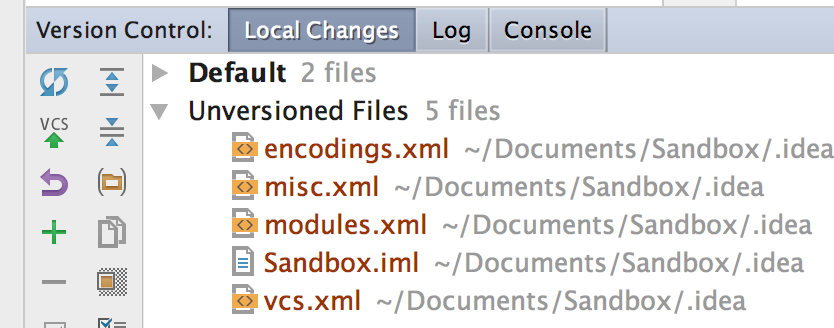 Version Control: Local Changes Log Console
Default 2 files
VCS
Unversioned Files 5 files
encodings.xml ~/Documents/Sandbox/.idea
misc.xml ~/Documents/Sandbox/.idea
modules.xml ~/Documents/Sandbox/.idea
Sandbox.iml ~/Documents/Sandbox/.idea
vcs.xml ~/Documents/Sandbox/.idea